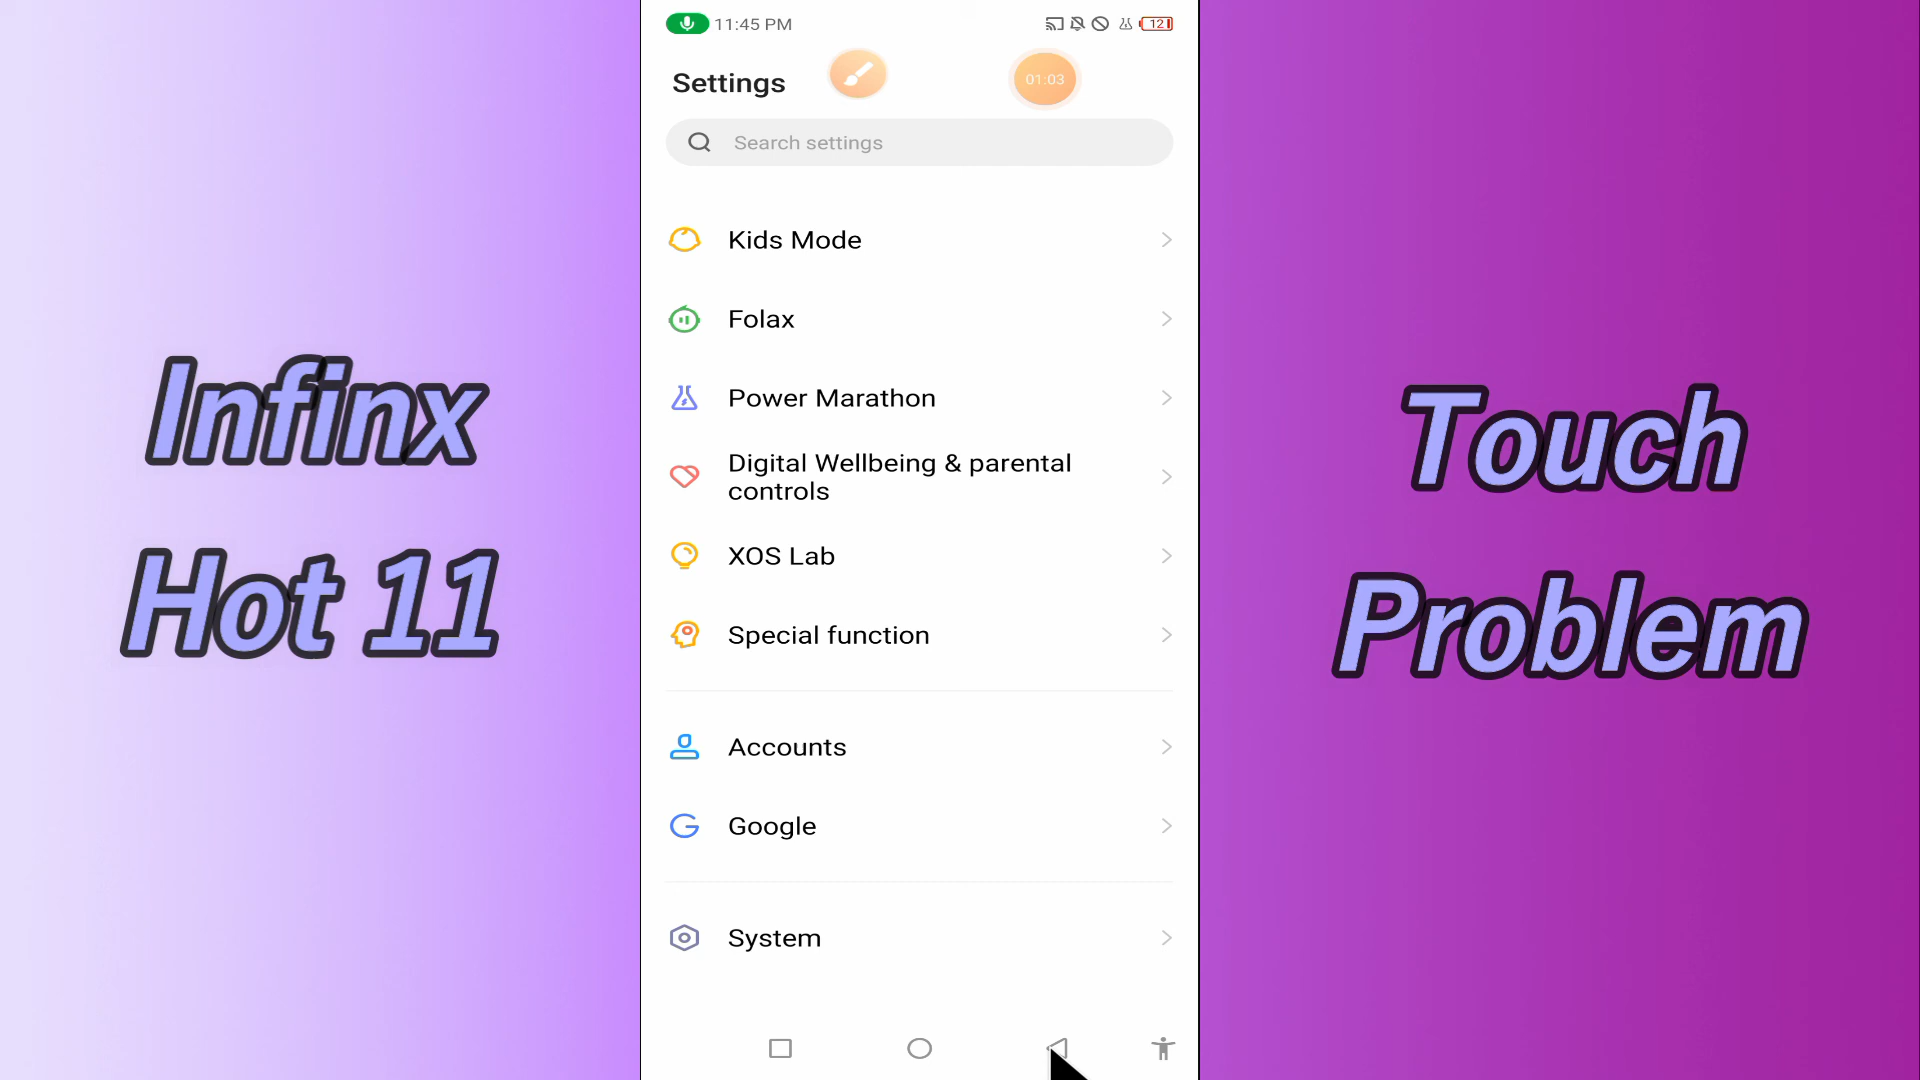 11:45 PM
12
Settings
01:03
Search settings
Kids Mode
Folax
Power Marathon
Digital Wellbeing & parental
controls
XOS Lab
Special function
Accounts
Google
System
Infinx
Hot 11
Touch
Problem